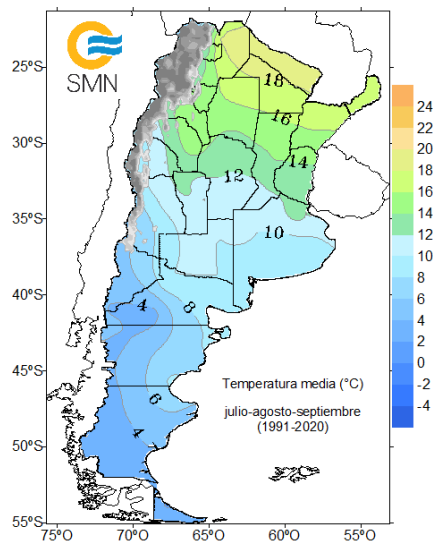 SMN
25°S
30°S
35°S
40°S
45°S
50°S
55°S
75°O
70°O
65°O
60°O
55°O
18
16
14
12
10
8
4
6
4
24
22
20
18
16
14
12
10
8
6
4
2
0
-2
-4
Temperatura media (°C)
julio-agosto-septiembre
(1991-2020)